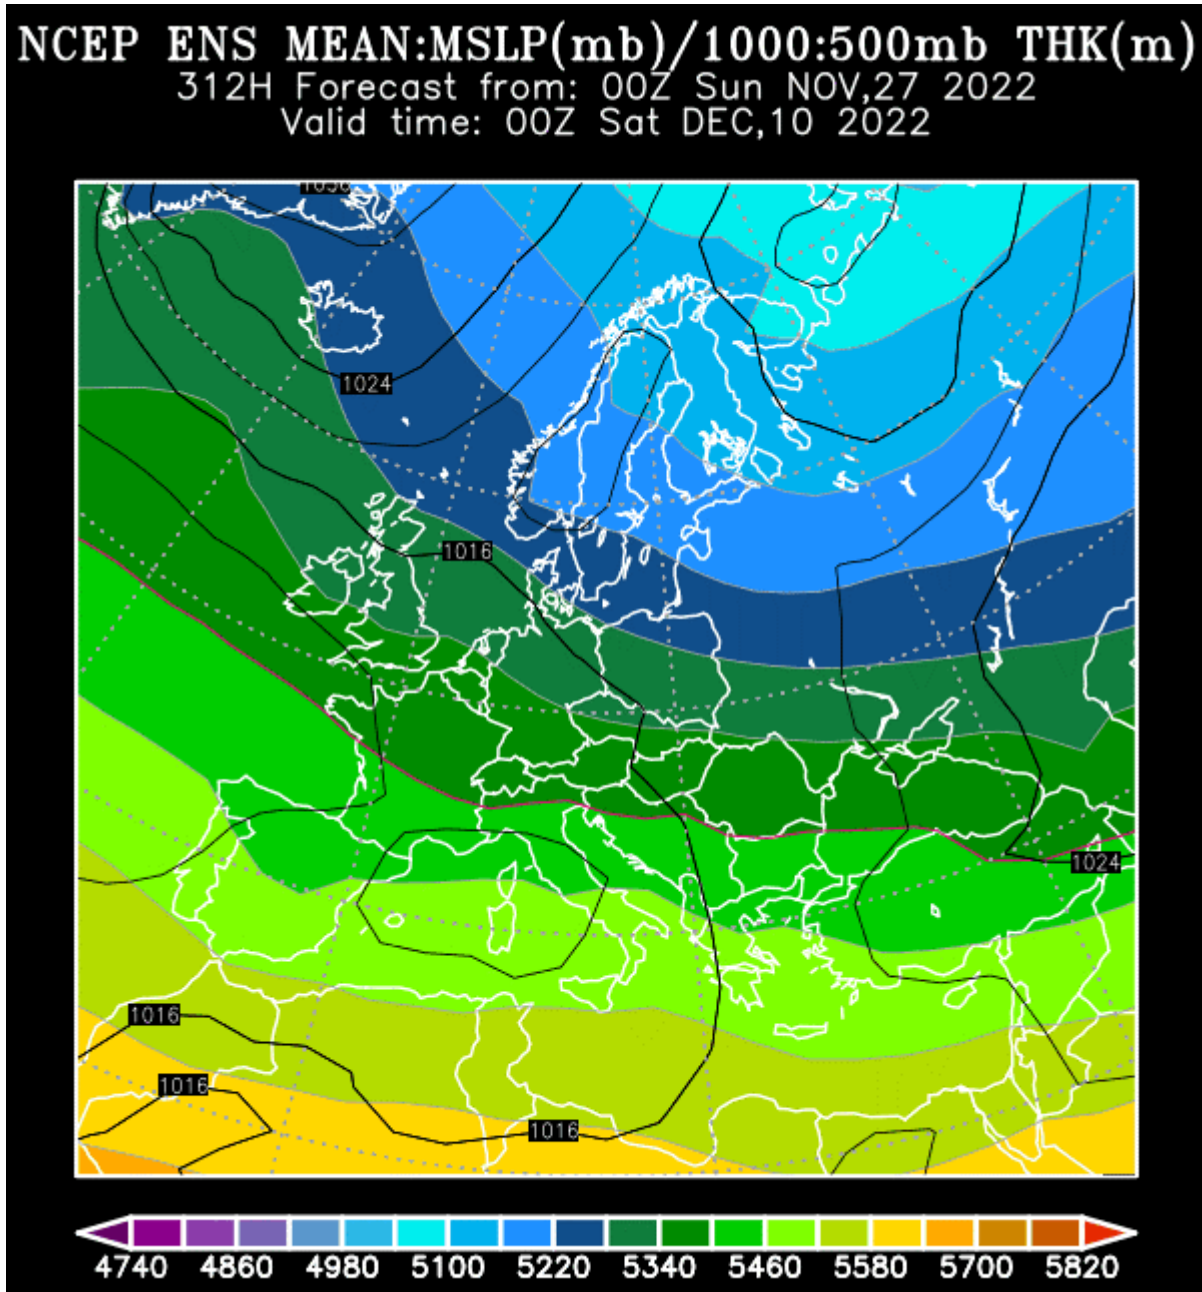 NCEP ENS MEAN:MSLP(mb)/1000:500mb THK(m)
312H Forecast from: 00Z Sun NOV,27 2022
Valid time: 00Z Sat DEC,10 2022
1024
1016
1024
1016
1016
1016
4740 4860 4980 5100 5220 5340 5460 5580 5700 5820